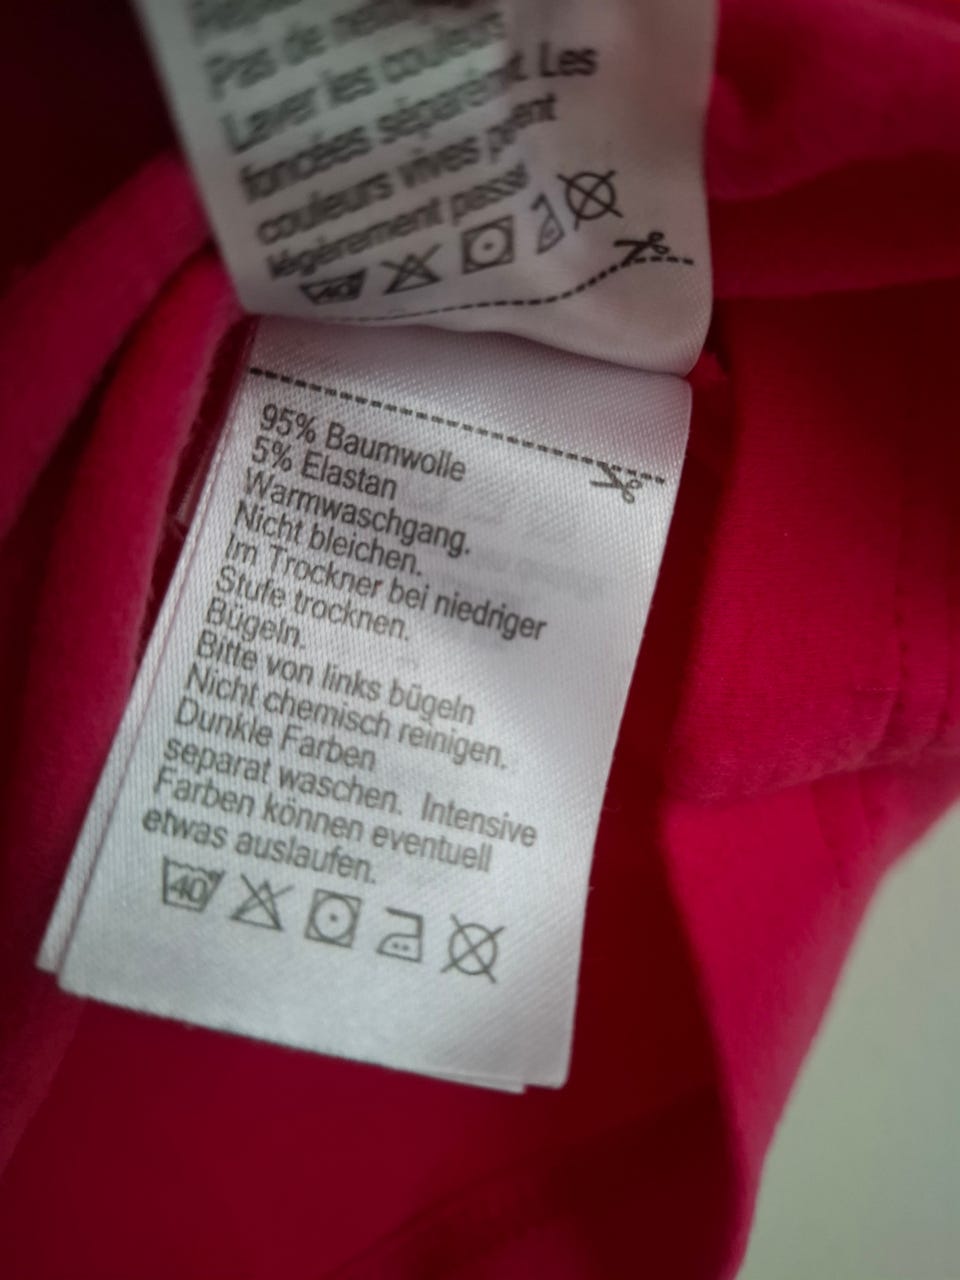 Pas de
Laver les couleurs
foncées séparément. Les
couleurs vives peuvent
légèrement
40
95% Baumwolle
5% Elastan
Warmwaschgang.
Nicht bleichen.
Im Trockner bei niedriger
Stufe trocknen.
Bügeln.
Bitte von links bügeln
Nicht chemisch reinigen.
Dunkle Farben
separat waschen. Intensive
Farben können eventuell
etwas auslaufen.
40°